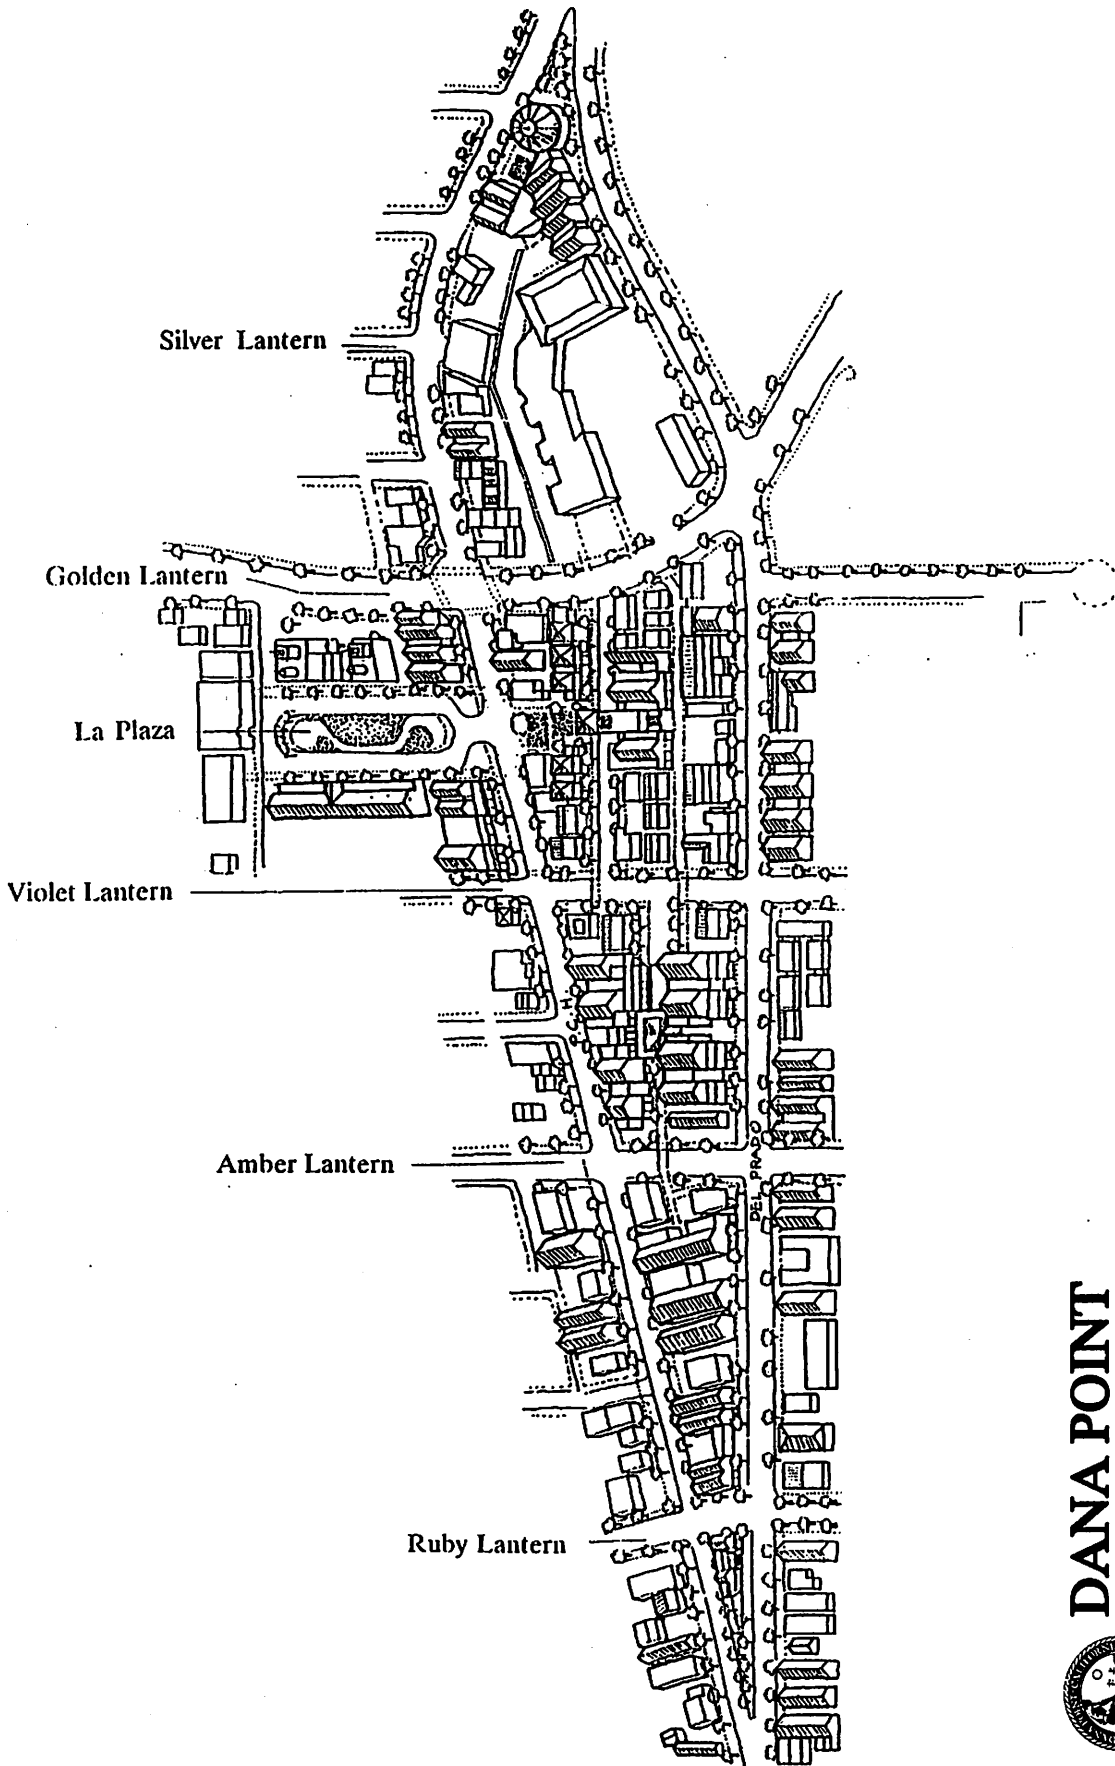 Silver Lantern
Golden Lantern
La Plaza
Violet Lantern
P.C.H.
Amber Lantern
DEL PRADO
Ruby Lantern
DANA POINT